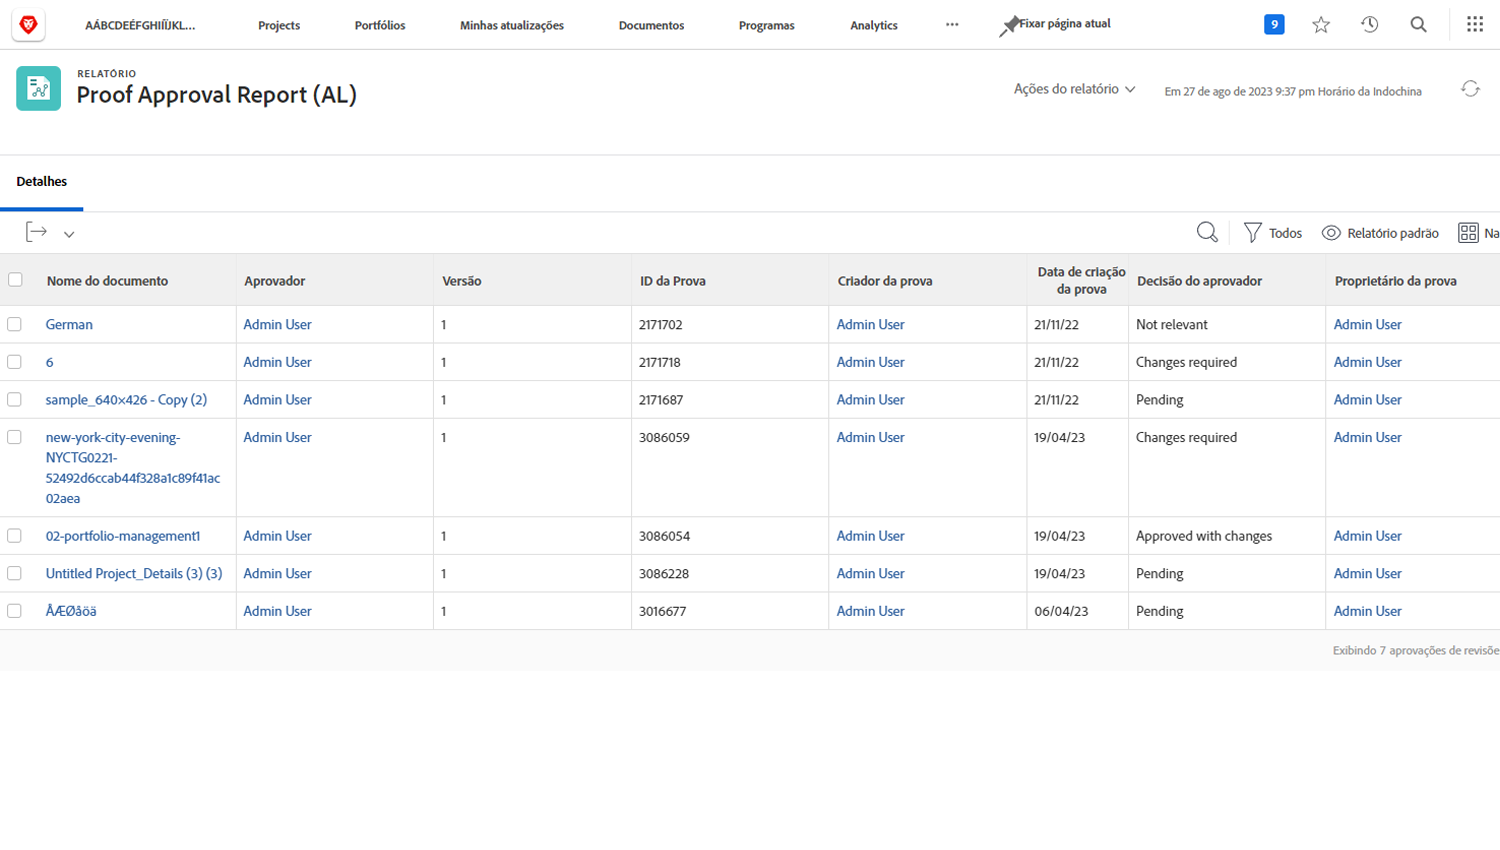 AÁBCDEÉFGHIÍÏJKL...
Projects
Portfólios
Minhas atualizações
Documentos
Programas
Analytics
Fixar página atual
9
RELATÓRIO
Proof Approval Report (AL)
Ações do relatório
Em 27 de ago de 2023 9:37 pm Horário da Indochina
Detalhes
Todos
Relatório padrão
Na
Nome do documento
Aprovador
Versão
ID da Prova
Criador da prova
Data de criação
da prova
Decisão do aprovador
Proprietário da prova
German
Admin User
1
2171702
Admin User
21/11/22
Not relevant
Admin User
6
Admin User
1
2171718
Admin User
21/11/22
Changes required
Admin User
sample_640×426 - Copy (2)
Admin User
1
2171687
Admin User
21/11/22
Pending
Admin User
new-york-city-evening-
NYCTG0221-
52492d6ccab44f328a1c89f41ac
02aea
Admin User
1
3086059
Admin User
19/04/23
Changes required
Admin User
02-portfolio-management1
Admin User
1
3086054
Admin User
19/04/23
Approved with changes
Admin User
Untitled Project_Details (3) (3)
Admin User
1
3086228
Admin User
19/04/23
Pending
Admin User
ÅÆØåöä
Admin User
1
3016677
Admin User
06/04/23
Pending
Admin User
Exibindo 7 aprovações de revisõe